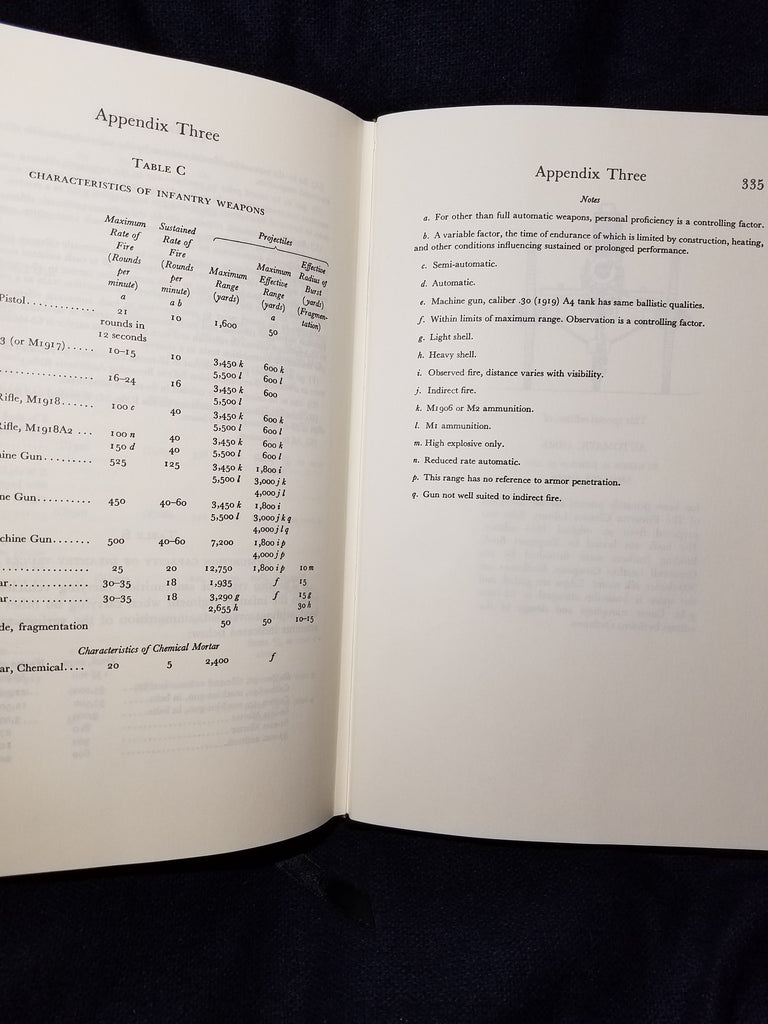 Appendix Three
TABLE C
CHARACTERISTICS OF INFANTRY WEAPONS
Maximum Rate of Fire (Rounds per minute) a
Sustained Rate of Fire (Rounds per minute) a b
Projectiles
Maximum Range (yards)
Maximum Effective Range (yards) a
Effective Radius of Burst (yards) (Fragmentation)
Pistol............ 21 rounds in 12 seconds 10 1,600 50
3 (or M1917)..... 10–15 10 3,450 k 600 k
5,500 l 600 l
.................. 16–24 16 3,450 k 600
5,500 l
Rifle, M1918...... 100 c 40 3,450 k 600 k
5,500 l 600 l
Rifle, M1918A2 ... 100 n 40 3,450 k 600 k
150 d 40 5,500 l 600 l
ine Gun......... 525 125 3,450 k 1,800 i
5,500 l 3,000 j k
4,000 j l
ne Gun.......... 450 40–60 3,450 k 1,800 i
5,500 l 3,000 j k q
4,000 j l q
chine Gun....... 500 40–60 7,200 1,800 i p
4,000 j p
.................. 25 20 12,750 1,800 i p 10 m
ar............... 30–35 18 1,935 f 15
ar............... 30–35 18 3,290 g f 15 g
2,655 h 30 h
de, fragmentation 50 50 10-15
Characteristics of Chemical Mortar
ar, Chemical.... 20 5 2,400 f
Appendix Three 335
Notes
a. For other than full automatic weapons, personal proficiency is a controlling factor.
b. A variable factor, the time of endurance of which is limited by construction, heating,
and other conditions influencing sustained or prolonged performance.
c. Semi-automatic.
d. Automatic.
e. Machine gun, caliber .30 (1919) A4 tank has same ballistic qualities.
f. Within limits of maximum range. Observation is a controlling factor.
g. Light shell.
h. Heavy shell.
i. Observed fire, distance varies with visibility.
j. Indirect fire.
k. M1906 or M2 ammunition.
l. M1 ammunition.
m. High explosive only.
n. Reduced rate automatic.
p. This range has no reference to armor penetration.
q. Gun not well suited to indirect fire.